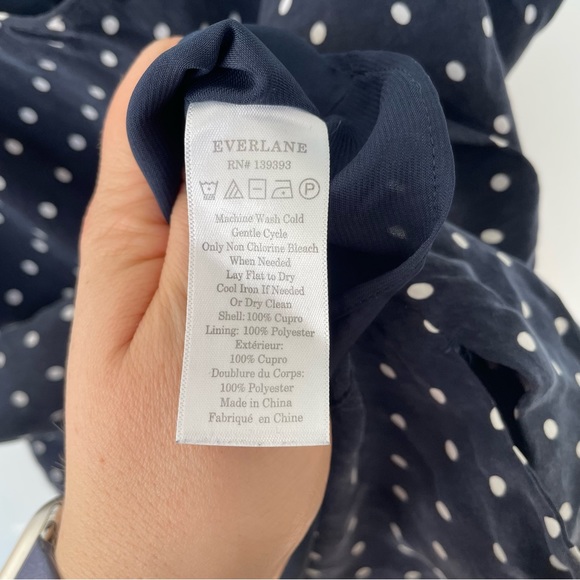 EVERLANE
RN# 139393
P
Machine Wash Cold
Gentle Cycle
Only Non Chlorine Bleach
When Needed
Lay Flat to Dry
Cool Iron If Needed
Or Dry Clean
Shell: 100% Cupro
Lining: 100% Polyester
Extérieur:
100% Cupro
Doublure du Corps:
100% Polyester
Made in China
Fabriqué en Chine